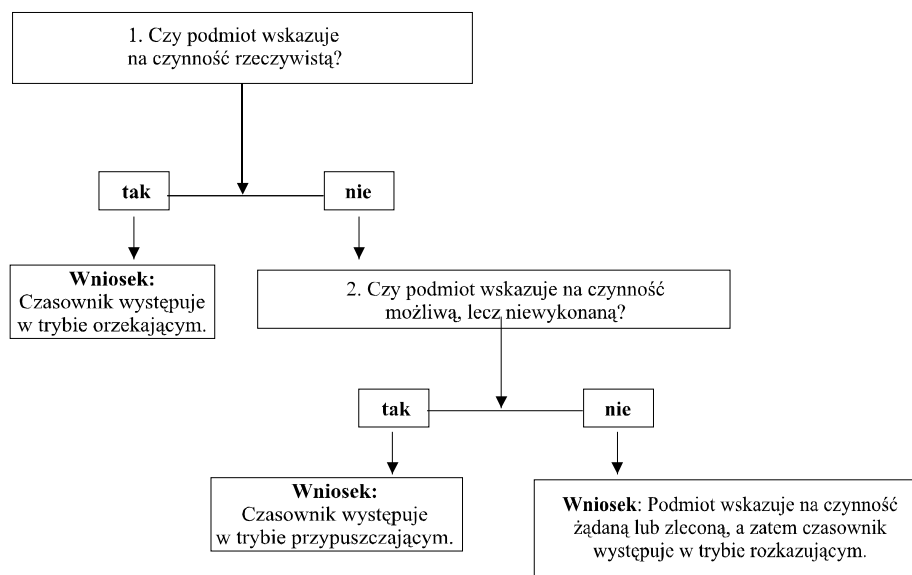 1. Czy podmiot wskazuje
na czynność rzeczywistą?
tak
nie
Wniosek:
Czasownik występuje
w trybie orzekającym.
2. Czy podmiot wskazuje na czynność
możliwą, lecz niewykonaną?
tak
nie
Wniosek:
Czasownik występuje
w trybie przypuszczającym.
Wniosek: Podmiot wskazuje na czynność
żądaną lub zleconą, a zatem czasownik
występuje w trybie rozkazującym.